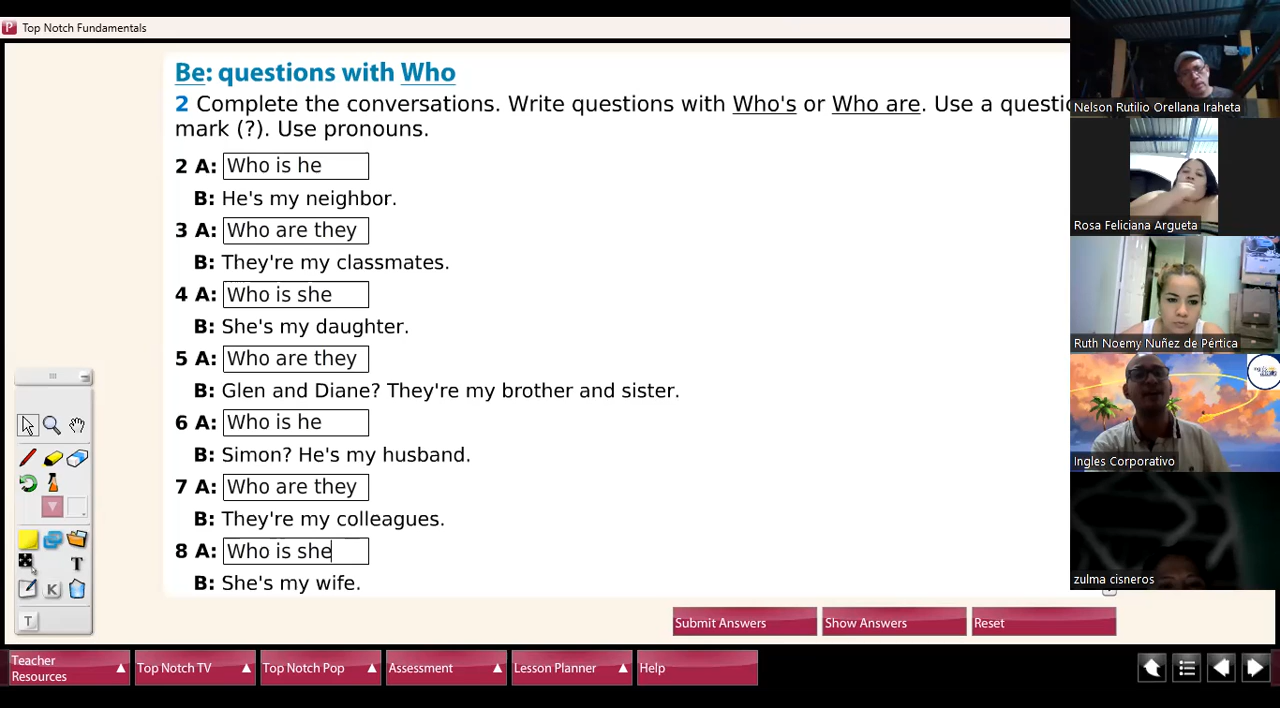 Top Notch Fundamentals
Be: questions with Who
2 Complete the conversations. Write questions with Who's or Who are. Use a questio
mark (?). Use pronouns.
2 A: Who is he
B: He's my neighbor.
3 A: Who are they
B: They're my classmates.
4 A: Who is she
B: She's my daughter.
5 A: Who are they
B: Glen and Diane? They're my brother and sister.
6 A: Who is he
B: Simon? He's my husband.
7 A: Who are they
B: They're my colleagues.
8 A: Who is she
B: She's my wife.
Submit Answers
Show Answers
Reset
Teacher
Resources
Top Notch TV
Top Notch Pop
Assessment
Lesson Planner
Help
T
K
T
Nelson Rutilio Orellana Iraheta
Rosa Feliciana Argueta
Ruth Noemy Nuñez de Pértica
Ingles Corporativo
zulma cisneros